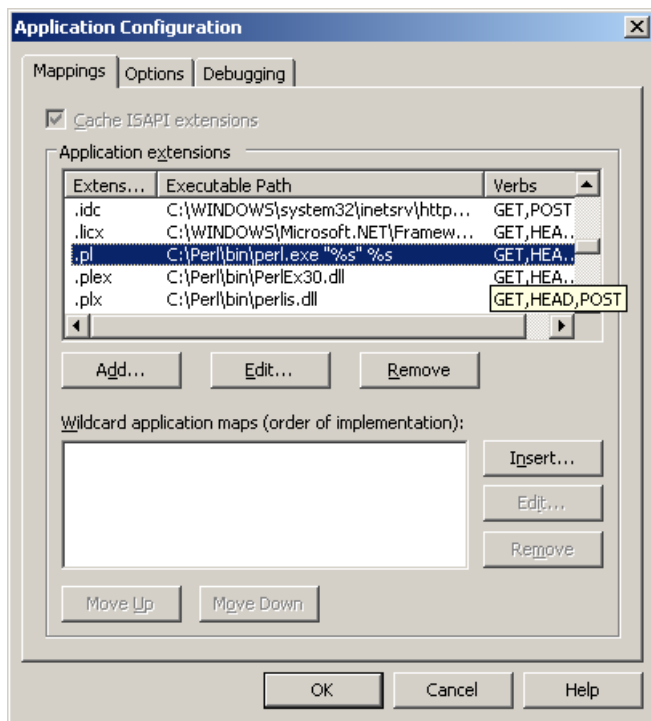 Application Configuration
Mappings Options Debugging
Cache ISAPI extensions
Application extensions
Extens... Executable Path Verbs
.idc C:\WINDOWS\system32\inetsrv\http... GET,POST
.licx C:\WINDOWS\Microsoft.NET\Framew... GET,HEA..
.pl C:\Perl\bin\perl.exe "%s" %s GET,HEA..
.plex C:\Perl\bin\PerlEx30.dll GET,HEA..
.plx C:\Perl\bin\perlis.dll GET,HEAD,POST
Add... Edit... Remove
Wildcard application maps (order of implementation):
Insert...
Edit...
Remove
Move Up Move Down
OK Cancel Help